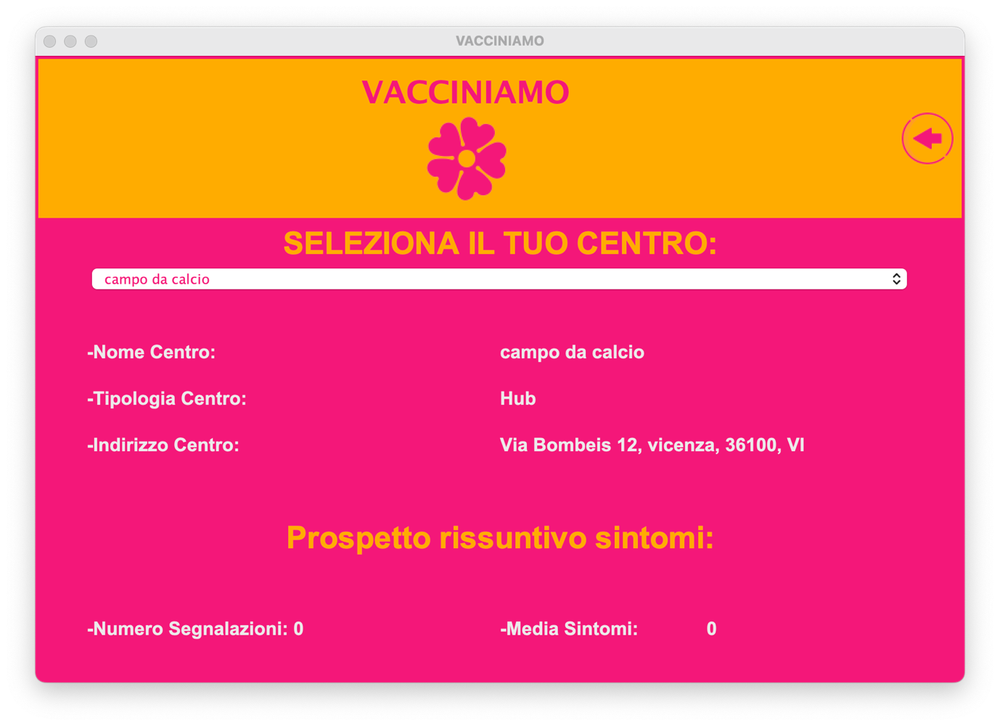 VACCINIAMO
VACCINIAMO
SELEZIONA IL TUO CENTRO:
campo da calcio
-Nome Centro: campo da calcio
-Tipologia Centro: Hub
-Indirizzo Centro: Via Bombeis 12, vicenza, 36100, VI
Prospetto rissuntivo sintomi:
-Numero Segnalazioni: 0 -Media Sintomi: 0